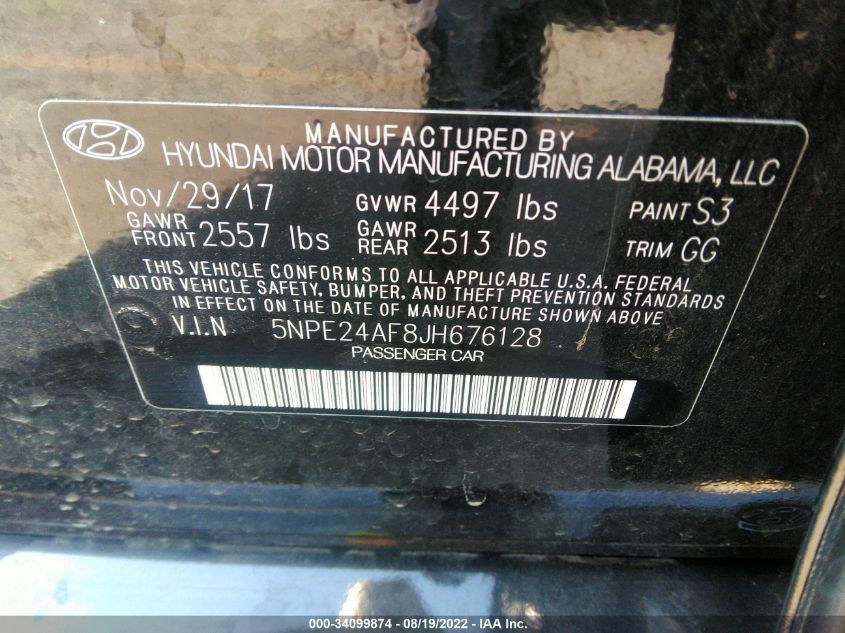 MANUFACTURED BY
HYUNDAI MOTOR MANUFACTURING ALABAMA, LLC
Nov/29/17 GVWR 4497 lbs PAINT S3
GAWR FRONT 2557 lbs GAWR REAR 2513 lbs TRIM GG
THIS VEHICLE CONFORMS TO ALL APPLICABLE U.S.A. FEDERAL
MOTOR VEHICLE SAFETY, BUMPER, AND THEFT PREVENTION STANDARDS
IN EFFECT ON THE DATE OF MANUFACTURE SHOWN ABOVE
V.I.N 5NPE24AF8JH676128
PASSENGER CAR
000-34099874 / 08/19/2022 - IAA Inc.